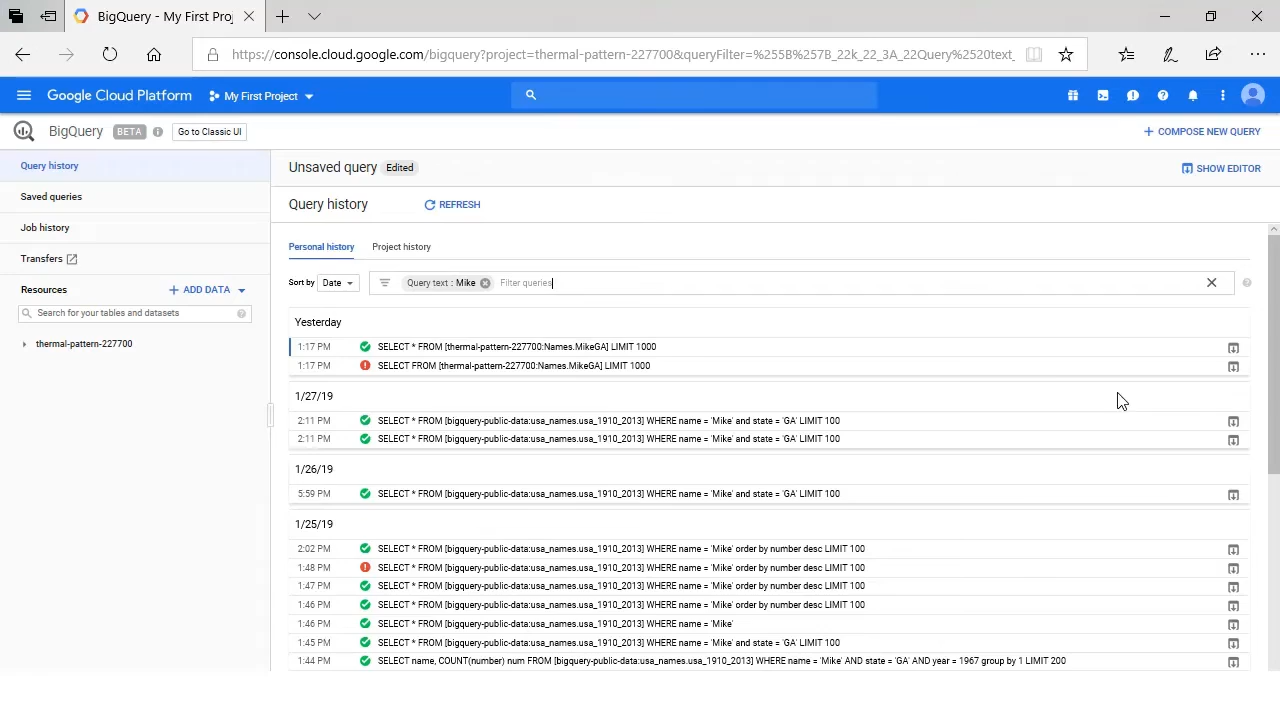 BigQuery - My First Proj
https://console.cloud.google.com/bigquery?project=thermal-pattern-227700&queryFilter=%255B%257B_22k_22_3A_22Query%2520text_
Google Cloud Platform My First Project
BigQuery BETA Go to Classic UI COMPOSE NEW QUERY
Query history
Saved queries
Job history
Transfers
Resources ADD DATA
Search for your tables and datasets
thermal-pattern-227700
Unsaved query Edited SHOW EDITOR
Query history REFRESH
Personal history Project history
Sort by Date Query text : Mike Filter queries
Yesterday
1:17 PM SELECT * FROM [thermal-pattern-227700:Names.MikeGA] LIMIT 1000
1:17 PM SELECT FROM [thermal-pattern-227700:Names.MikeGA] LIMIT 1000
1/27/19
2:11 PM SELECT * FROM [bigquery-public-data:usa_names.usa_1910_2013] WHERE name = 'Mike' and state = 'GA' LIMIT 100
2:11 PM SELECT * FROM [bigquery-public-data:usa_names.usa_1910_2013] WHERE name = 'Mike' and state = 'GA' LIMIT 100
1/26/19
5:59 PM SELECT * FROM [bigquery-public-data:usa_names.usa_1910_2013] WHERE name = 'Mike' and state = 'GA' LIMIT 100
1/25/19
2:02 PM SELECT * FROM [bigquery-public-data:usa_names.usa_1910_2013] WHERE name = 'Mike' order by number desc LIMIT 100
1:48 PM SELECT * FROM [bigquery-public-data:usa_names.usa_1910_2013] WHERE name = 'Mike' order by number desc LIMIT 100
1:47 PM SELECT * FROM [bigquery-public-data:usa_names.usa_1910_2013] WHERE name = 'Mike' order by number desc LIMIT 100
1:46 PM SELECT * FROM [bigquery-public-data:usa_names.usa_1910_2013] WHERE name = 'Mike' order by number desc LIMIT 100
1:46 PM SELECT * FROM [bigquery-public-data:usa_names.usa_1910_2013] WHERE name = 'Mike'
1:45 PM SELECT * FROM [bigquery-public-data:usa_names.usa_1910_2013] WHERE name = 'Mike' and state = 'GA' LIMIT 100
1:44 PM SELECT name, COUNT(number) num FROM [bigquery-public-data:usa_names.usa_1910_2013] WHERE name = 'Mike' AND state = 'GA' AND year = 1967 group by 1 LIMIT 200